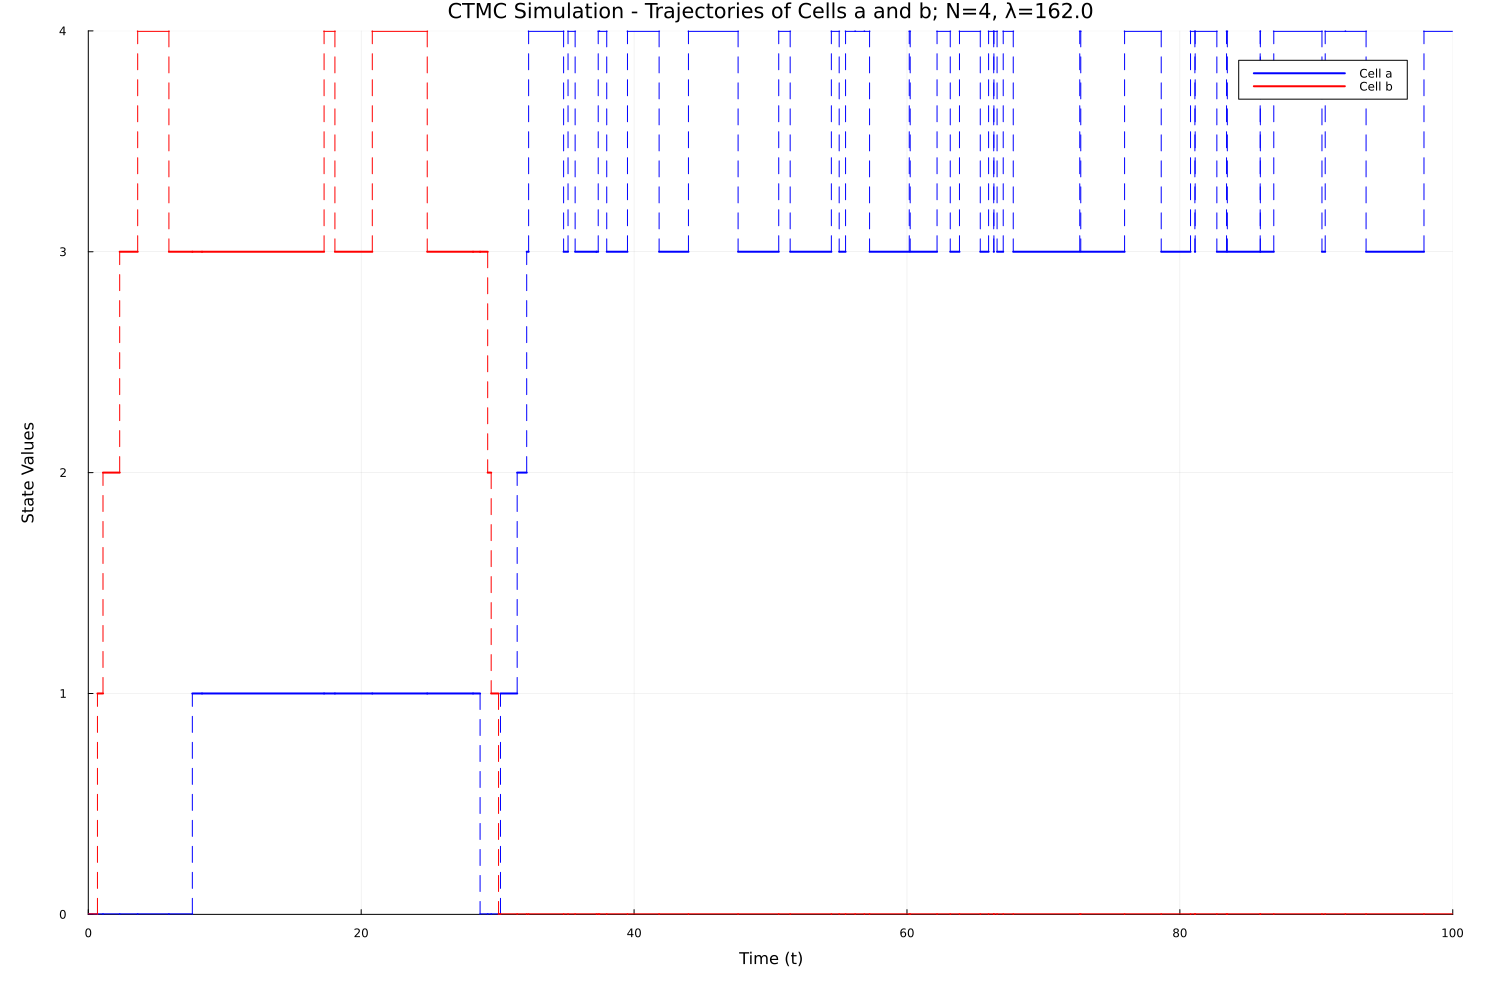 CTMC Simulation - Trajectories of Cells a and b; N=4, λ=162.0
4
Cell a
Cell b
3
State Values
2
1
0
0 20 40 60 80 100
Time (t)